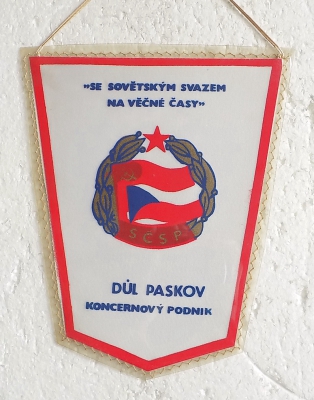 „SE SOVĚTSKÝM SVAZEM
NA VĚČNÉ ČASY”
SČSP
DŮL PASKOV
KONCERNOVÝ PODNIK